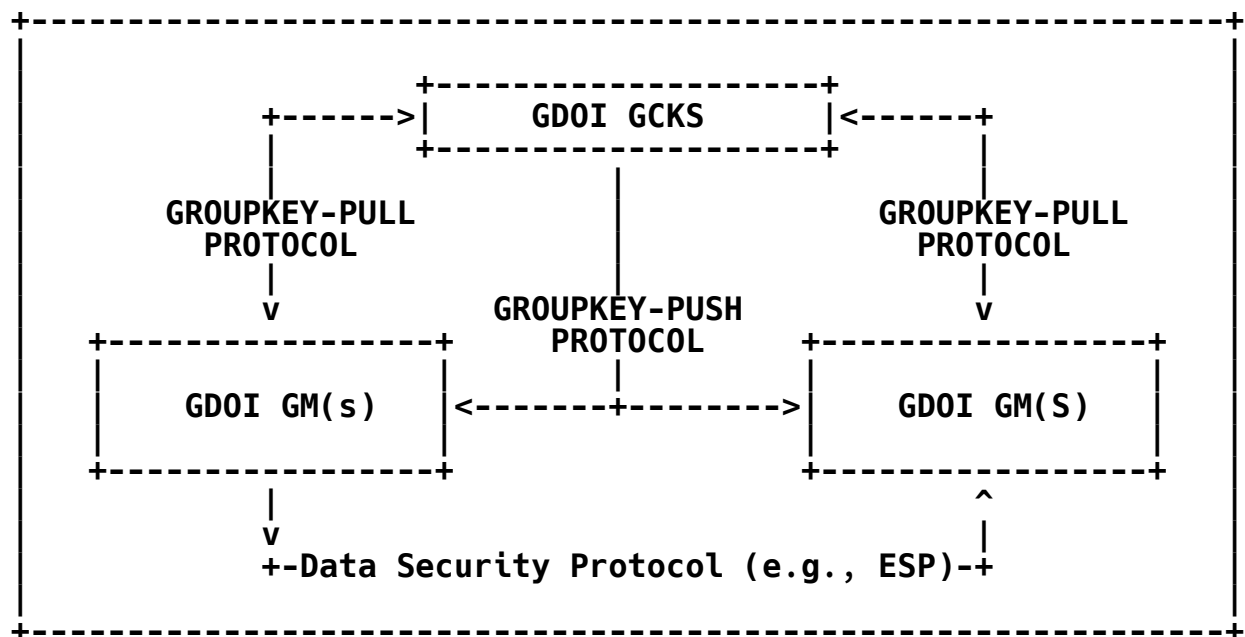 GDOI GCKS
GROUPKEY-PULL GROUPKEY-PULL
PROTOCOL PROTOCOL
GROUPKEY-PUSH
PROTOCOL
GDOI GM(s) GDOI GM(S)
Data Security Protocol (e.g., ESP)